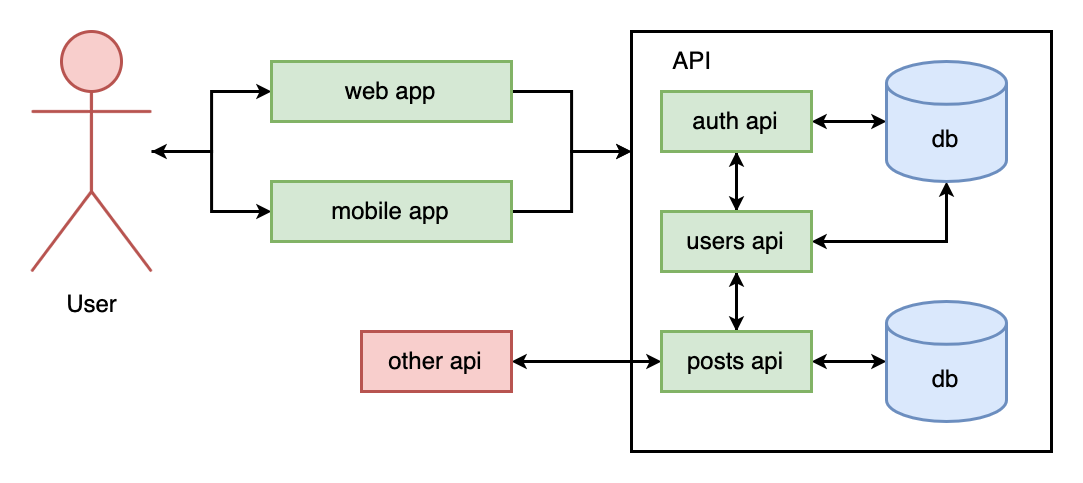 API
web app
auth api
db
mobile app
users api
User
other api
posts api
db